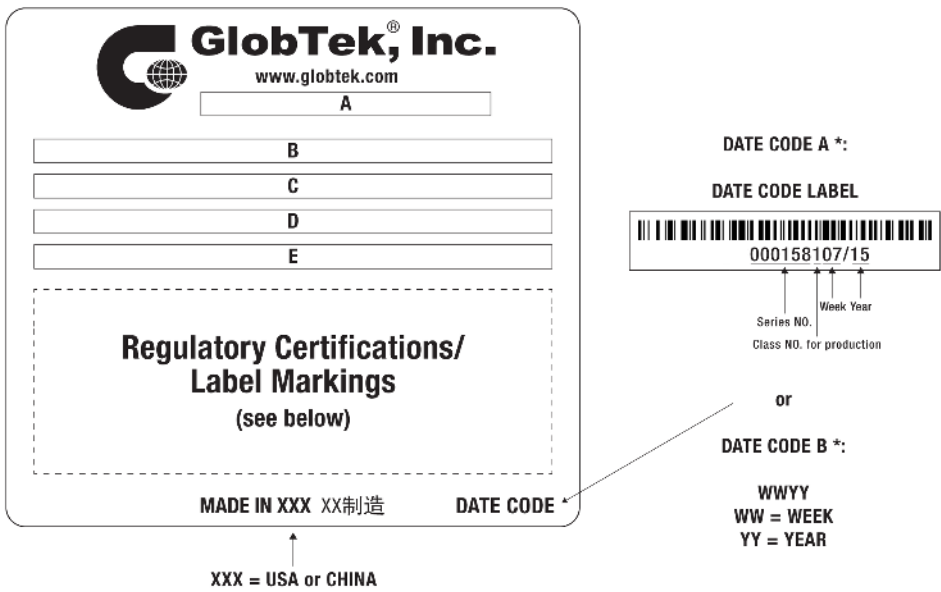 GlobTek,® Inc.
www.globtek.com
A
B
C
D
E
Regulatory Certifications/
Label Markings
(see below)
MADE IN XXX XX制造 DATE CODE
XXX = USA or CHINA
DATE CODE A *:
DATE CODE LABEL
000158107/15
Week Year
Series NO.
Class NO. for production
or
DATE CODE B *:
WWYY
WW = WEEK
YY = YEAR